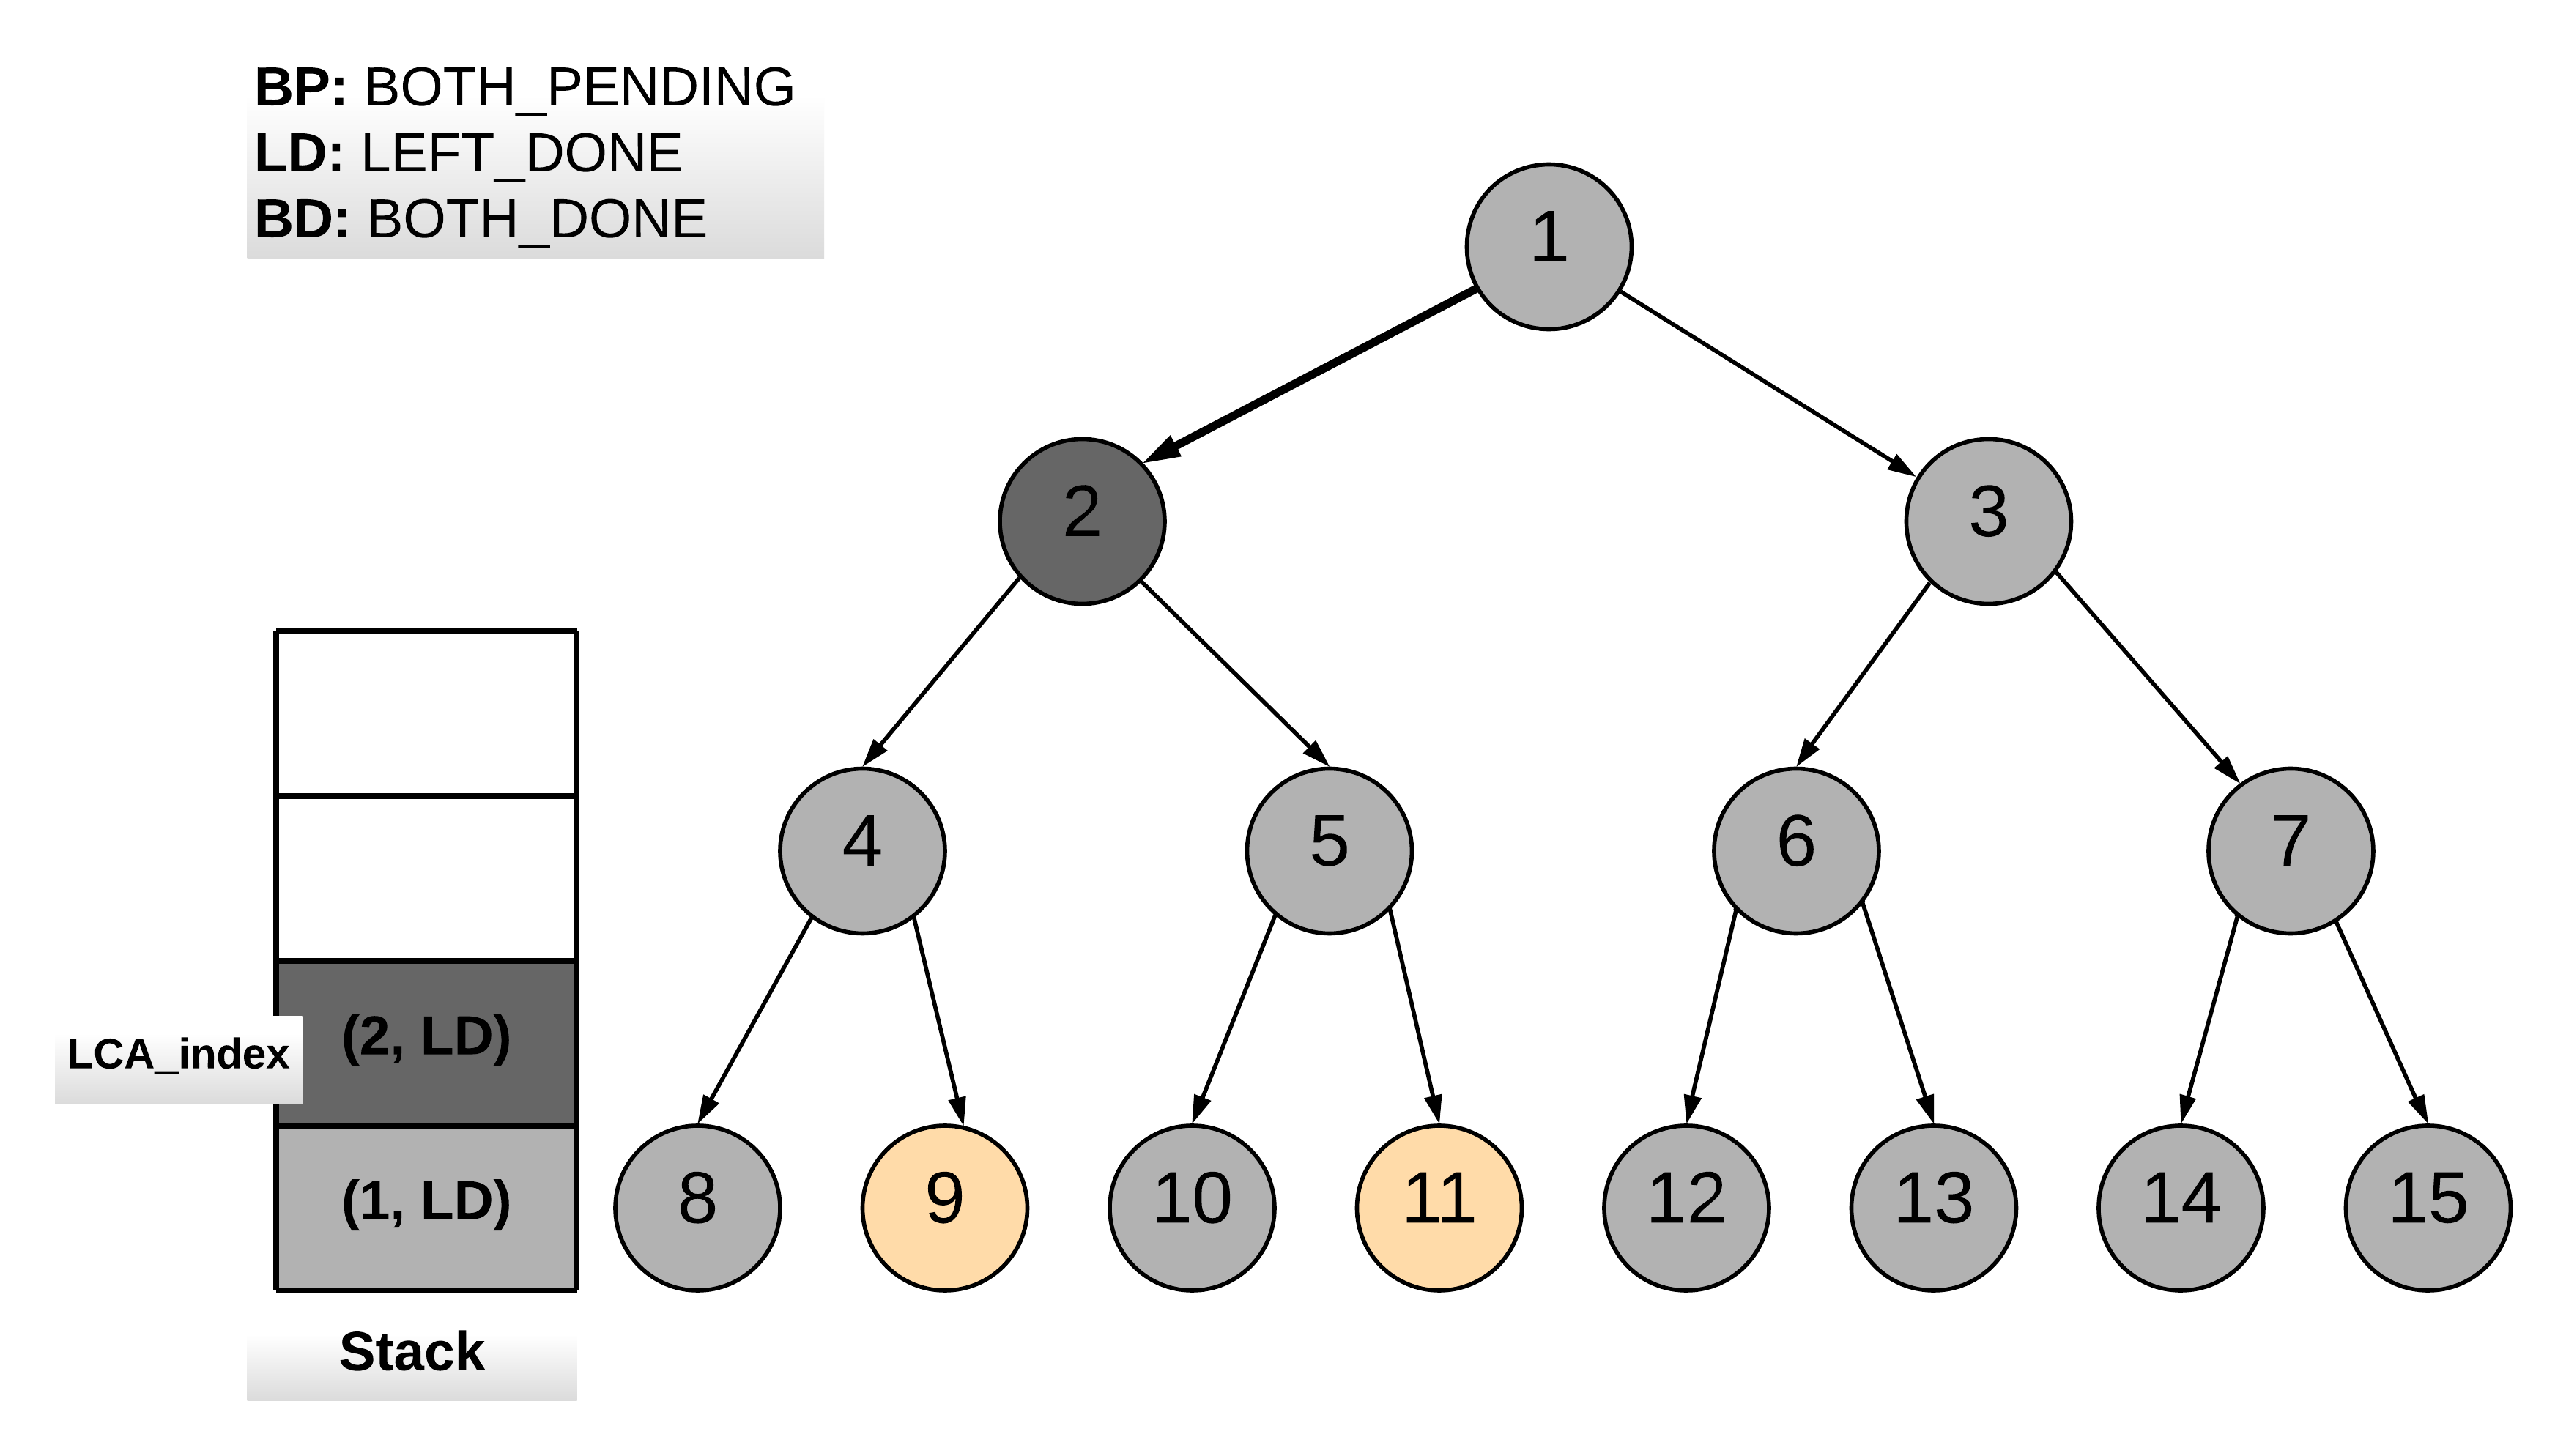 BP: BOTH_PENDING
LD: LEFT_DONE
BD: BOTH_DONE
1
2
3
4
5
6
7
LCA_index
(2, LD)
(1, LD)
8
9
10
11
12
13
14
15
Stack